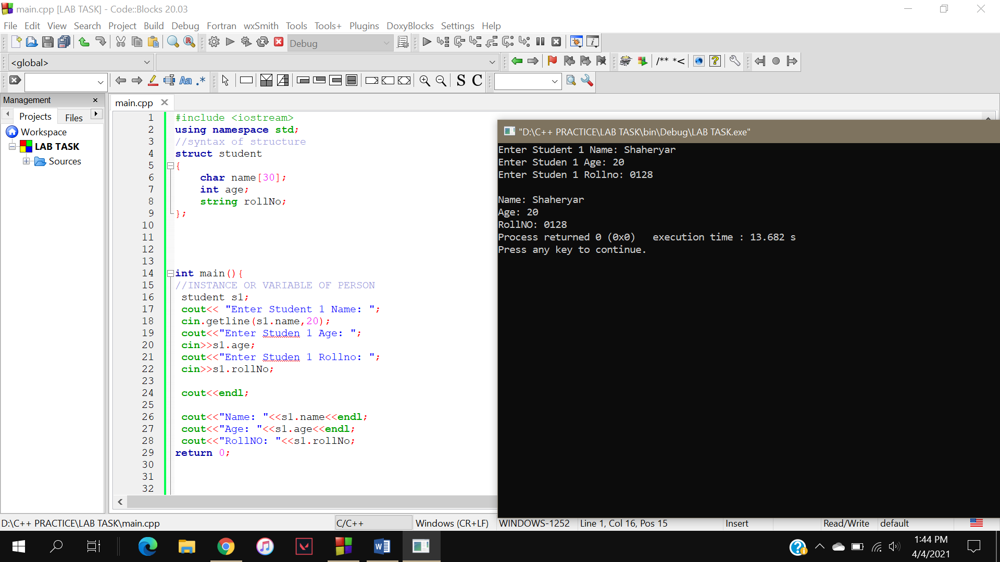 main.cpp [LAB TASK] - Code::Blocks 20.03
File Edit View Search Project Build Debug Fortran wxSmith Tools Tools+ Plugins DoxyBlocks Settings Help
Debug
<global>
/** *<
Aa .* S C
Management
Projects Files
Workspace
LAB TASK
Sources
main.cpp
1 #include <iostream>
2 using namespace std;
3 //syntax of structure
4 struct student
5 {
6 char name[30];
7 int age;
8 string rollNo;
9 };
10
11
12
13
14 int main(){
15 //INSTANCE OR VARIABLE OF PERSON
16 student s1;
17 cout<< "Enter Student 1 Name: ";
18 cin.getline(s1.name,20);
19 cout<<"Enter Studen 1 Age: ";
20 cin>>s1.age;
21 cout<<"Enter Studen 1 Rollno: ";
22 cin>>s1.rollNo;
23
24 cout<<endl;
25
26 cout<<"Name: "<<s1.name<<endl;
27 cout<<"Age: "<<s1.age<<endl;
28 cout<<"RollNO: "<<s1.rollNo;
29 return 0;
30
31
32
"D:\C++ PRACTICE\LAB TASK\bin\Debug\LAB TASK.exe"
Enter Student 1 Name: Shaheryar
Enter Studen 1 Age: 20
Enter Studen 1 Rollno: 0128
Name: Shaheryar
Age: 20
RollNO: 0128
Process returned 0 (0x0) execution time : 13.682 s
Press any key to continue.
D:\C++ PRACTICE\LAB TASK\main.cpp C/C++ Windows (CR+LF) WINDOWS-1252 Line 1, Col 16, Pos 15 Insert Read/Write default
1:44 PM
4/4/2021